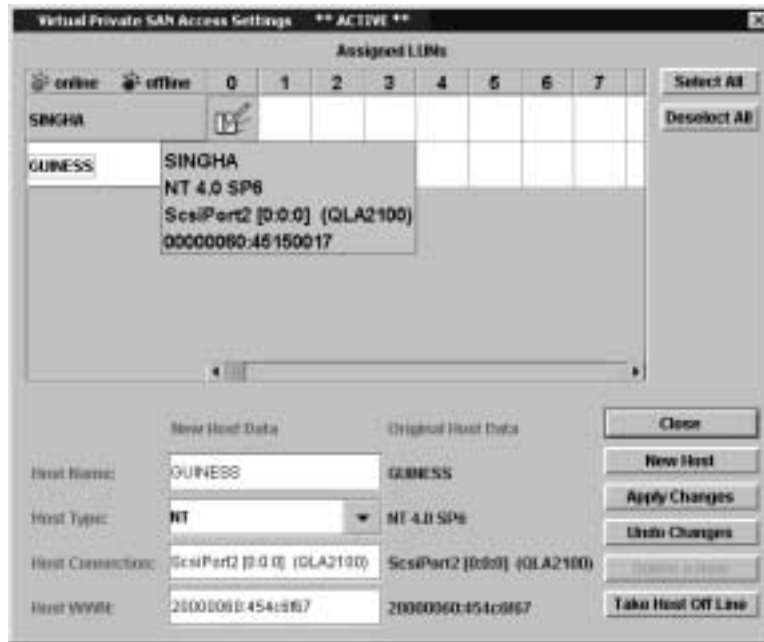 Virtual Private SAN Access Settings ** ACTIVE **
Assigned LUNs
online offline 0 1 2 3 4 5 6 7
Select All
SINGHA
Deselect All
GUINESS
SINGHA
NT 4.0 SP6
ScsiPort2 [0:0:0] (QLA2100)
00000060:45150017
New Host Data Original Host Data
Close
Host Name: GUINESS GUINESS
New Host
Apply Changes
Host Type: NT NT 4.0 SP6
Undo Changes
Host Connection: ScsiPort2 [0:0:0] (QLA2100) ScsiPort2 [0:0:0] (QLA2100)
Host WWN: 20000060:454c6f67 20000060:454c6f67
Take Host Off Line